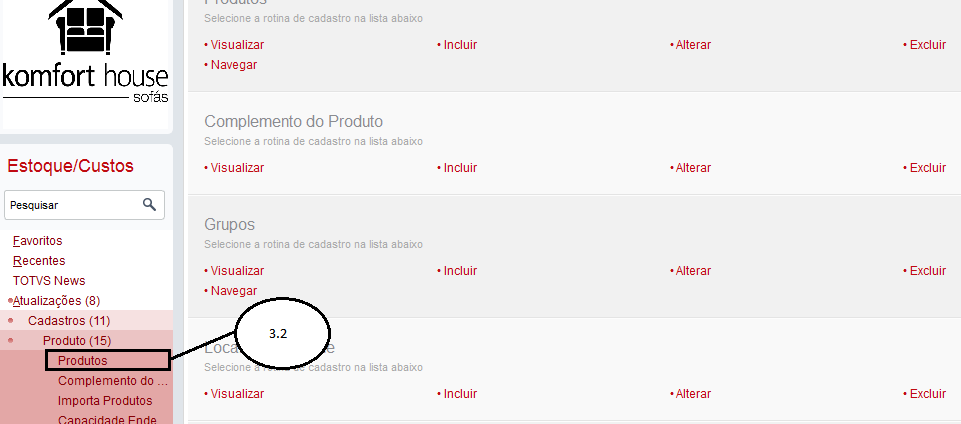 komfort house
sofás
Estoque/Custos
Pesquisar
Favoritos
Recentes
TOTVS News
Atualizações (8)
Cadastros (11)
Produto (15)
Produtos
Complemento do ...
Importa Produtos
Capacidade Ende
Produtos
Selecione a rotina de cadastro na lista abaixo
• Visualizar • Incluir • Alterar • Excluir
• Navegar
Complemento do Produto
Selecione a rotina de cadastro na lista abaixo
• Visualizar • Incluir • Alterar • Excluir
Grupos
Selecione a rotina de cadastro na lista abaixo
• Visualizar • Incluir • Alterar • Excluir
• Navegar
3.2
Selecione a rotina de cadastro na lista abaixo
• Visualizar • Incluir • Alterar • Excluir